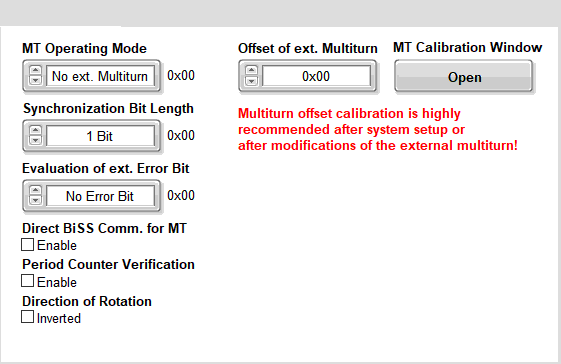 MT Operating Mode
No ext. Multiturn 0x00
Synchronization Bit Length
1 Bit 0x00
Evaluation of ext. Error Bit
No Error Bit 0x00
Direct BiSS Comm. for MT
Enable
Period Counter Verification
Enable
Direction of Rotation
Inverted
Offset of ext. Multiturn
0x00
MT Calibration Window
Open
Multiturn offset calibration is highly
recommended after system setup or
after modifications of the external multiturn!